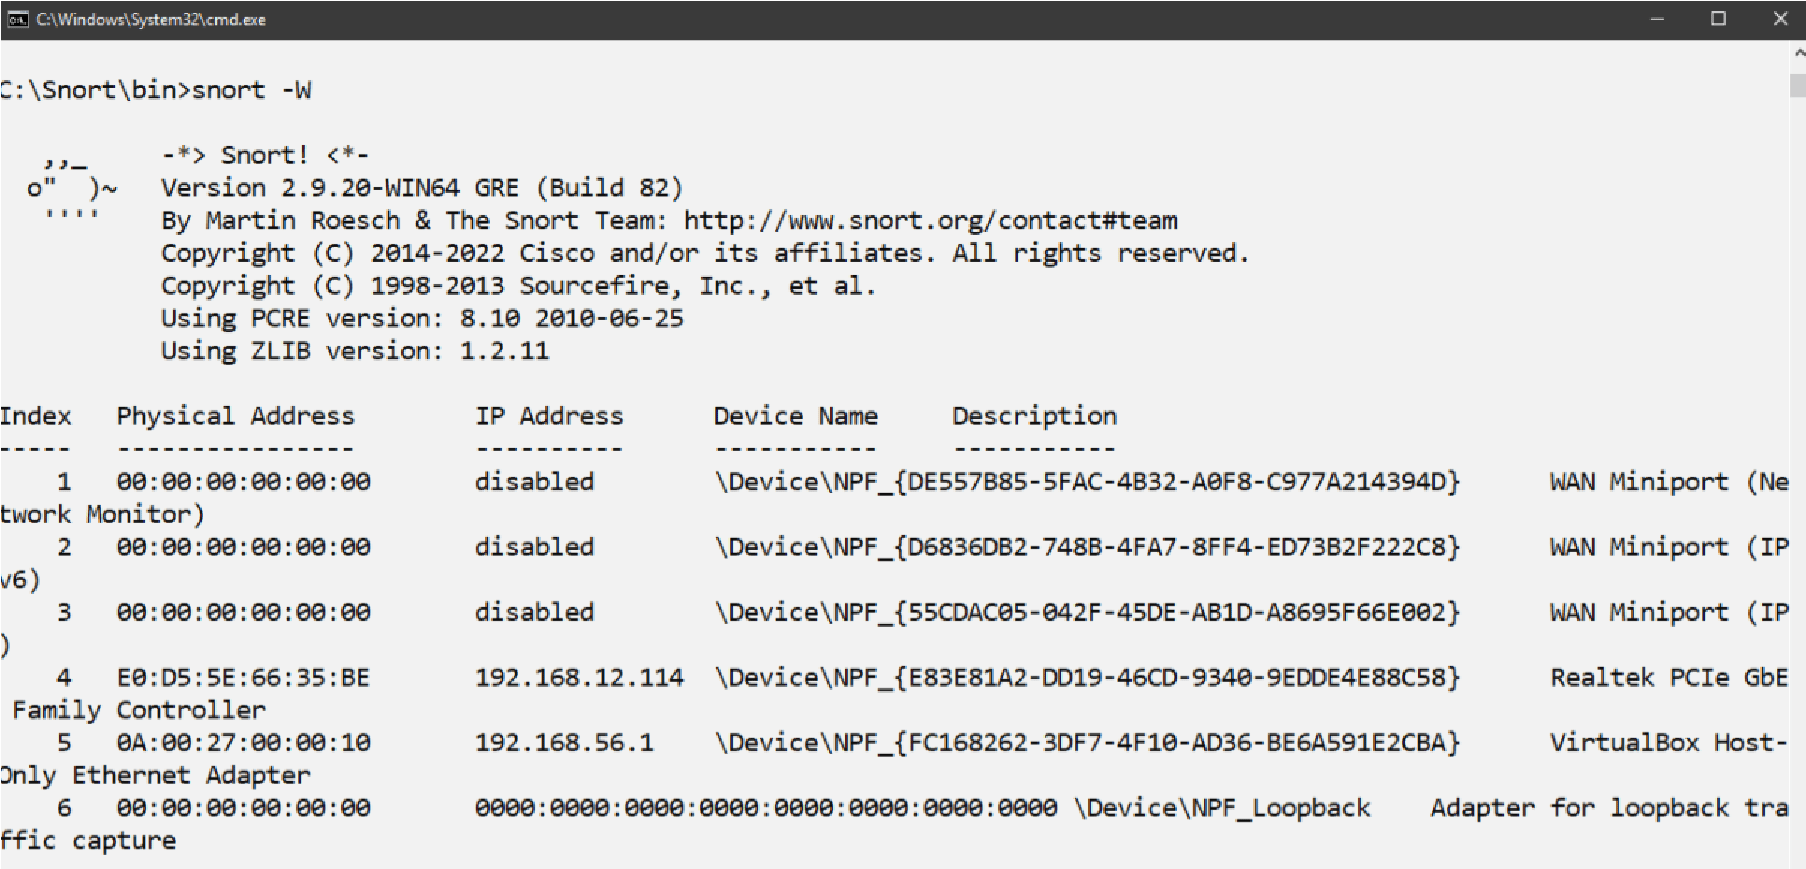 C:\Windows\System32\cmd.exe
C:\Snort\bin>snort -W
,,_ -*> Snort! <*-
o" )~ Version 2.9.20-WIN64 GRE (Build 82)
'''' By Martin Roesch & The Snort Team: http://www.snort.org/contact#team
Copyright (C) 2014-2022 Cisco and/or its affiliates. All rights reserved.
Copyright (C) 1998-2013 Sourcefire, Inc., et al.
Using PCRE version: 8.10 2010-06-25
Using ZLIB version: 1.2.11
Index Physical Address IP Address Device Name Description
----- ---------------- ---------- ----------- -----------
1 00:00:00:00:00:00 disabled \Device\NPF_{DE557B85-5FAC-4B32-A0F8-C977A214394D} WAN Miniport (Ne
twork Monitor)
2 00:00:00:00:00:00 disabled \Device\NPF_{D6836DB2-748B-4FA7-8FF4-ED73B2F222C8} WAN Miniport (IP
v6)
3 00:00:00:00:00:00 disabled \Device\NPF_{55CDAC05-042F-45DE-AB1D-A8695F66E002} WAN Miniport (IP
)
4 E0:D5:5E:66:35:BE 192.168.12.114 \Device\NPF_{E83E81A2-DD19-46CD-9340-9EDDE4E88C58} Realtek PCIe GbE
Family Controller
5 0A:00:27:00:00:10 192.168.56.1 \Device\NPF_{FC168262-3DF7-4F10-AD36-BE6A591E2CBA} VirtualBox Host-
Only Ethernet Adapter
6 00:00:00:00:00:00 0000:0000:0000:0000:0000:0000:0000:0000 \Device\NPF_Loopback Adapter for loopback tra
ffic capture